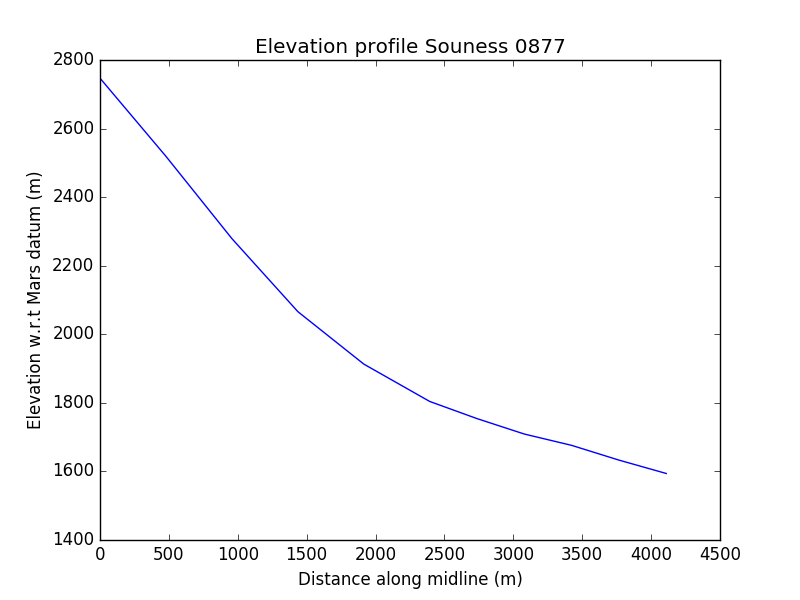 Elevation profile Souness 0877
2800
2600
2400
2200
2000
1800
1600
1400
Elevation w.r.t Mars datum (m)
0 500 1000 1500 2000 2500 3000 3500 4000 4500
Distance along midline (m)